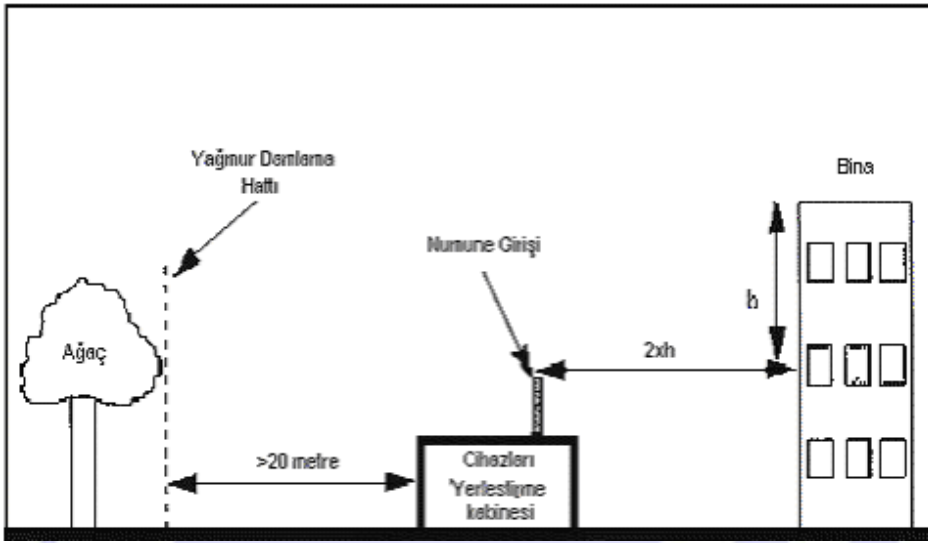 Yağmur Damlama
Hattı
Bina
Numune Girişi
h
Ağaç
2xh
>20 metre
Cihazları
Yerleştirme
kabinesi